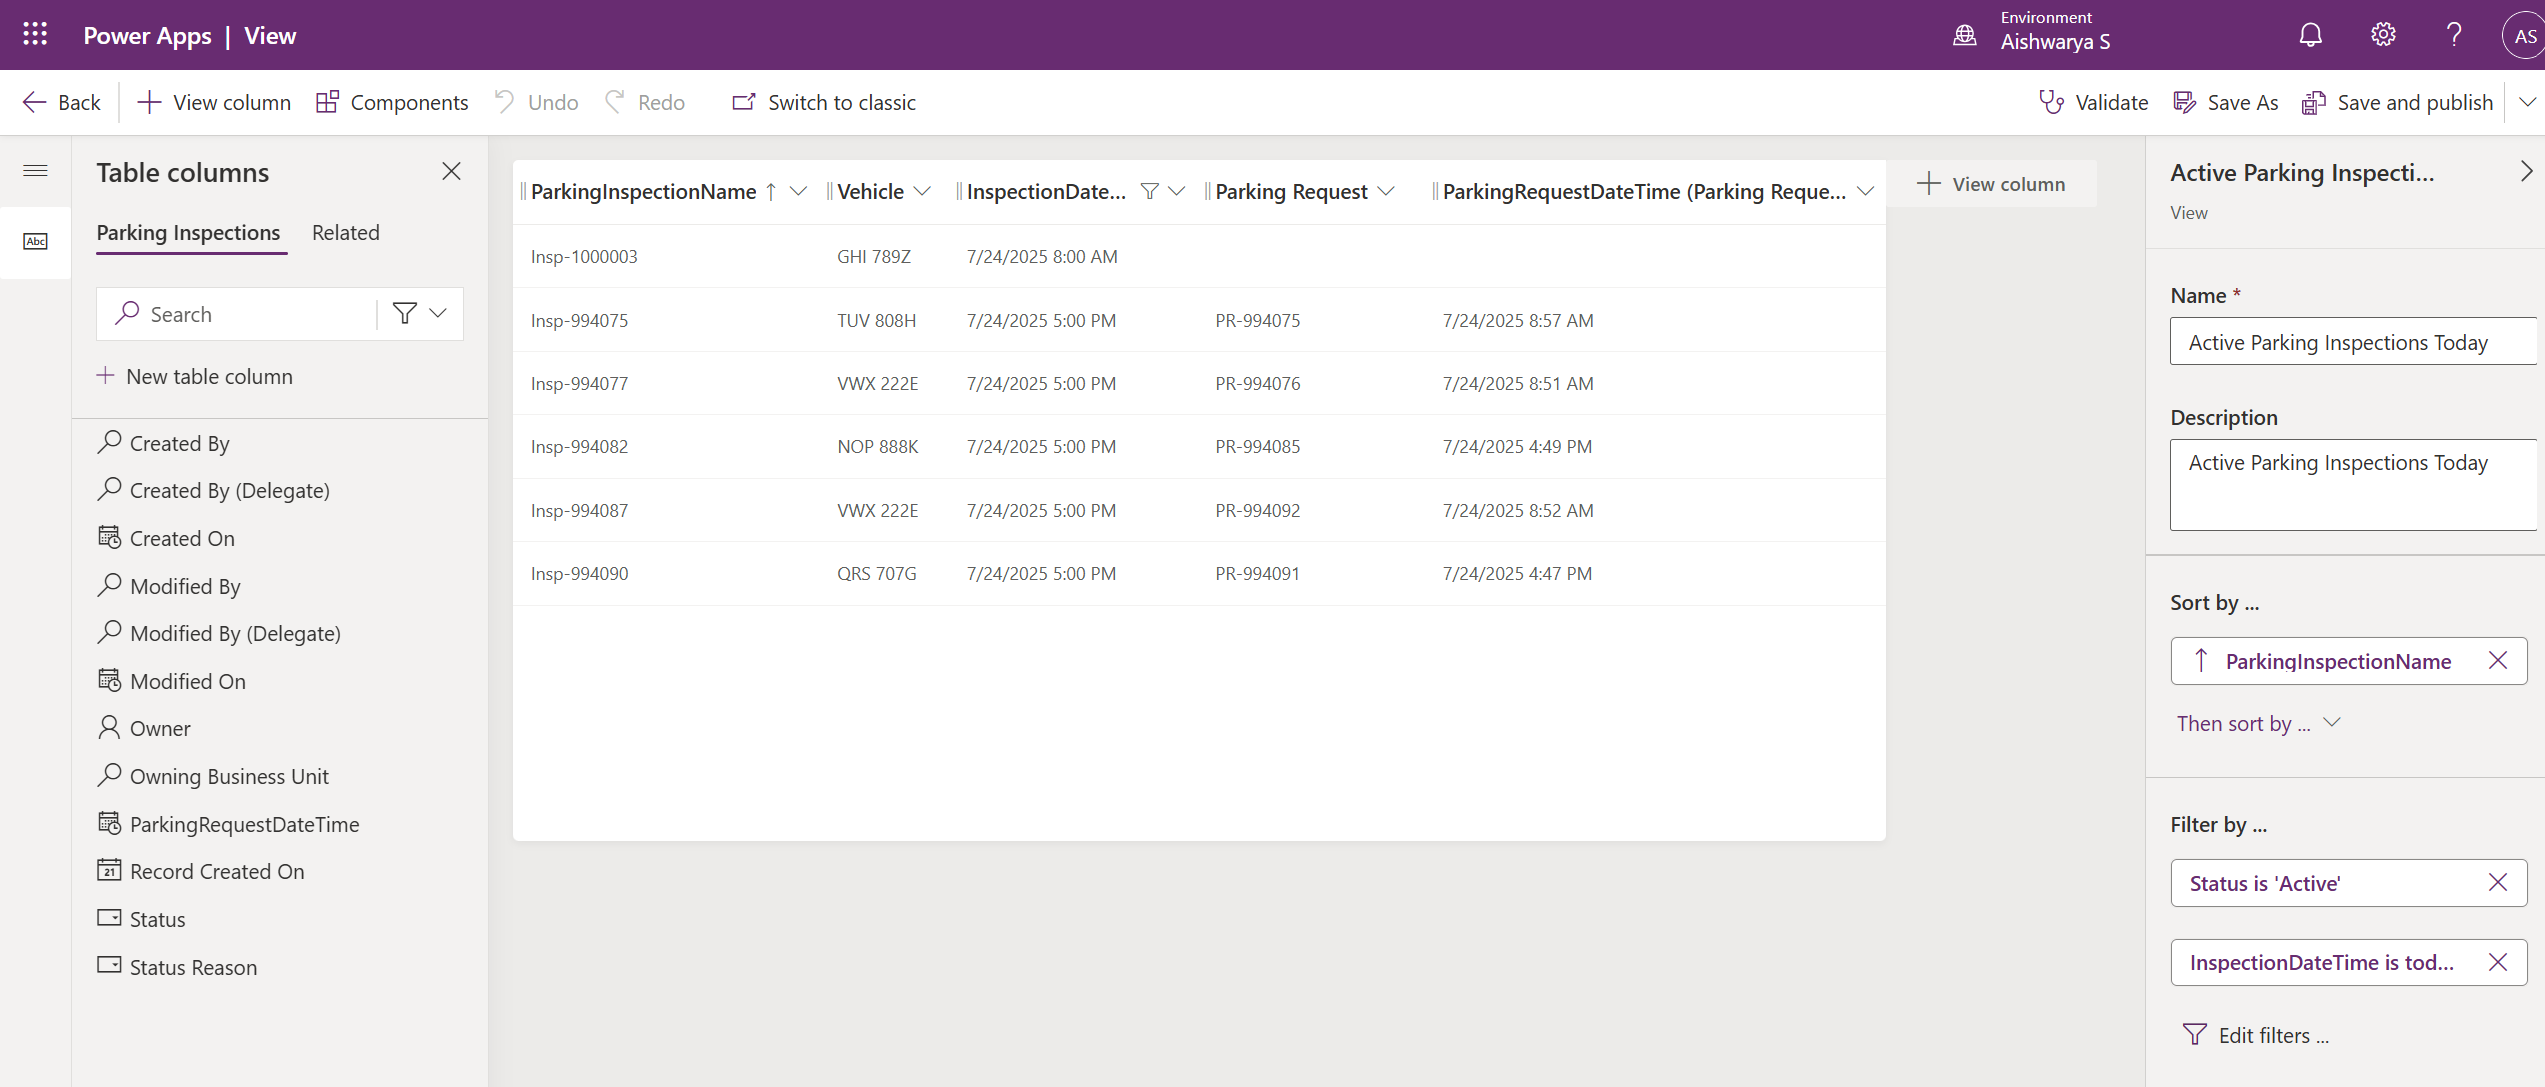 Power Apps | View
Environment
Aishwarya S
AS
Back
View column
Components
Undo
Redo
Switch to classic
Validate
Save As
Save and publish
Table columns
Parking Inspections
Related
Abc
Search
New table column
Created By
Created By (Delegate)
Created On
Modified By
Modified By (Delegate)
Modified On
Owner
Owning Business Unit
ParkingRequestDateTime
21 Record Created On
Status
Status Reason
ParkingInspectionName Vehicle InspectionDate... Parking Request ParkingRequestDateTime (Parking Reque...
View column
Insp-1000003 GHI 789Z 7/24/2025 8:00 AM
Insp-994075 TUV 808H 7/24/2025 5:00 PM PR-994075 7/24/2025 8:57 AM
Insp-994077 VWX 222E 7/24/2025 5:00 PM PR-994076 7/24/2025 8:51 AM
Insp-994082 NOP 888K 7/24/2025 5:00 PM PR-994085 7/24/2025 4:49 PM
Insp-994087 VWX 222E 7/24/2025 5:00 PM PR-994092 7/24/2025 8:52 AM
Insp-994090 QRS 707G 7/24/2025 5:00 PM PR-994091 7/24/2025 4:47 PM
Active Parking Inspecti...
View
Name *
Active Parking Inspections Today
Description
Active Parking Inspections Today
Sort by ...
ParkingInspectionName
Then sort by ...
Filter by ...
Status is 'Active'
InspectionDateTime is tod...
Edit filters ...